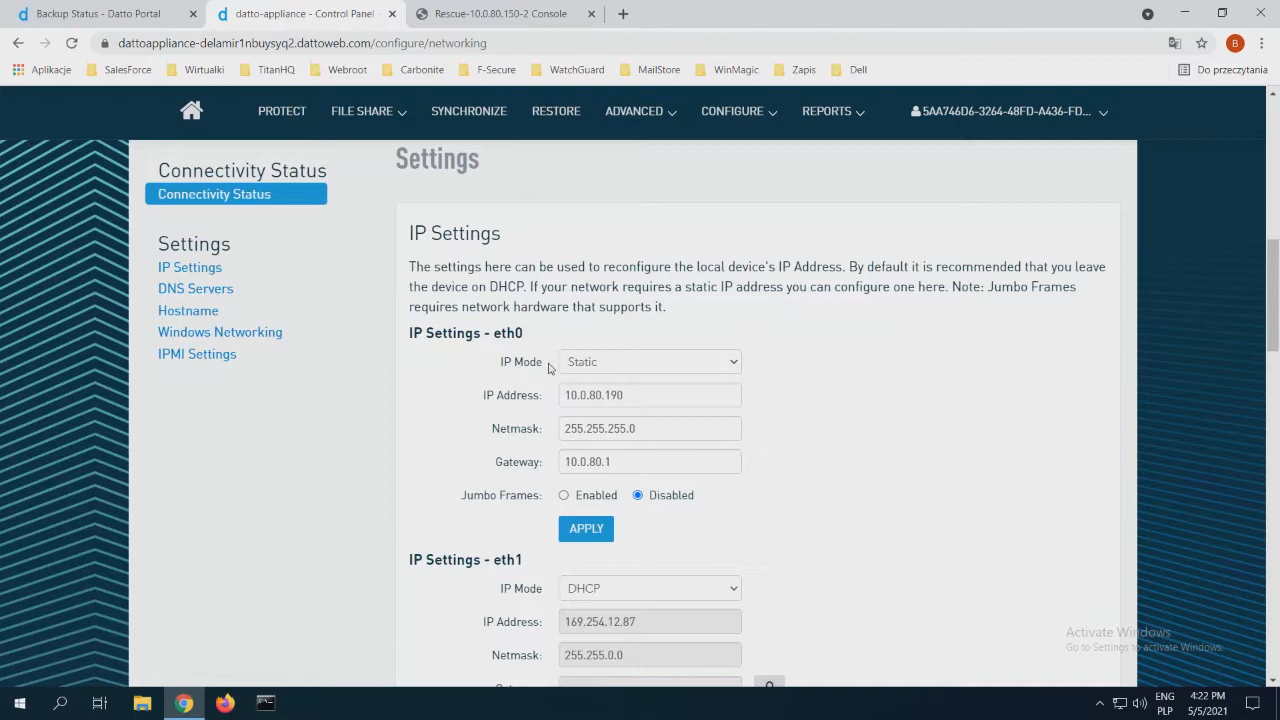 Backup Status - Datto Portal
datto-appliance - Control Panel -
Rescue-10.0.80.150-2 Console
dattoappliance-delamir1nbuysyq2.dattoweb.com/configure/networking
B
Aplikacje
SalesForce
Wirtualki
TitanHQ
Webroot
Carbonite
F-Secure
WatchGuard
MailStore
WinMagic
Zapis
Dell
Do przeczytania
PROTECT
FILE SHARE
SYNCHRONIZE
RESTORE
ADVANCED
CONFIGURE
REPORTS
5AA746D6-3264-48FD-A436-FD...
Connectivity Status
Connectivity Status
Settings
IP Settings
DNS Servers
Hostname
Windows Networking
IPMI Settings
Settings
IP Settings
The settings here can be used to reconfigure the local device's IP Address. By default it is recommended that you leave
the device on DHCP. If your network requires a static IP address you can configure one here. Note: Jumbo Frames
requires network hardware that supports it.
IP Settings - eth0
IP Mode
Static
IP Address:
10.0.80.190
Netmask:
255.255.255.0
Gateway:
10.0.80.1
Jumbo Frames:
Enabled
Disabled
APPLY
IP Settings - eth1
IP Mode
DHCP
IP Address:
169.254.12.87
Netmask:
255.255.0.0
Activate Windows
Go to Settings to activate Windows.
ENG
PLP
4:22 PM
5/5/2021